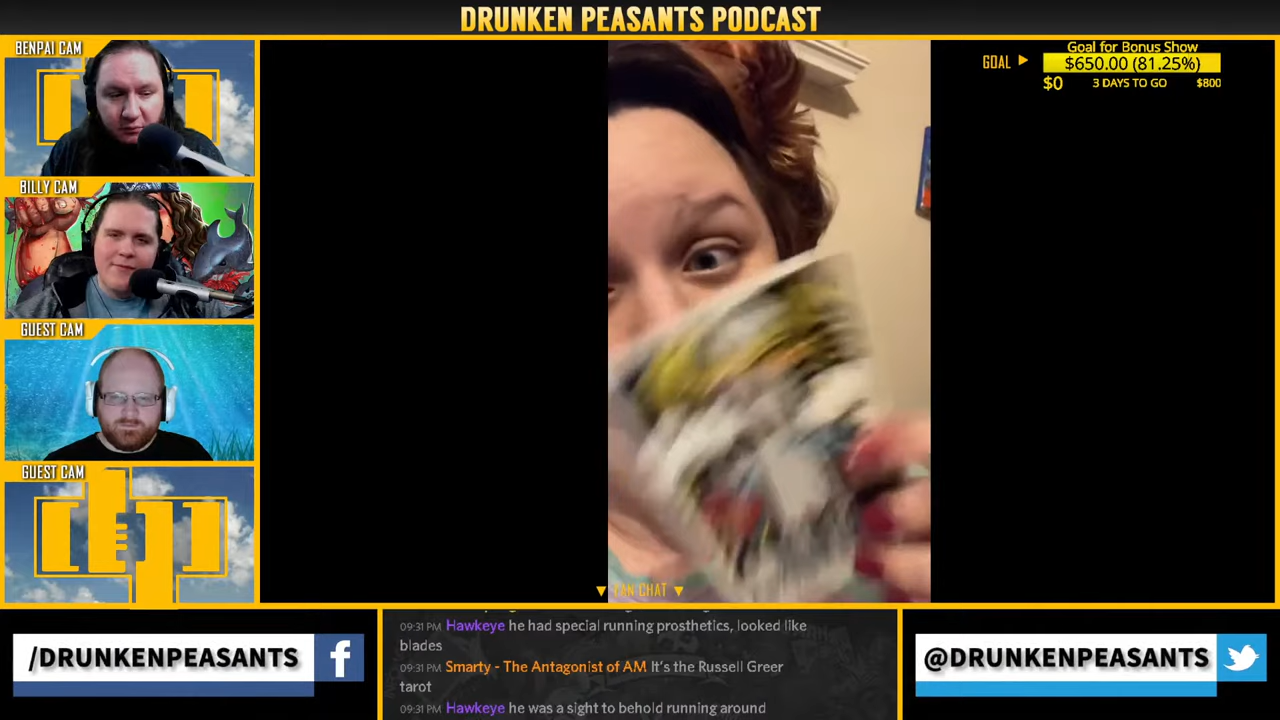 DRUNKEN PEASANTS PODCAST
BENPAI CAM
BILLY CAM
GUEST CAM
GUEST CAM
GOAL ▶
Goal for Bonus Show
$650.00 (81.25%)
$0 3 DAYS TO GO $800
▼ FAN CHAT ▼
09:31 PM Hawkeye he had special running prosthetics, looked like
blades
09:31 PM Smarty - The Antagonist of AM It's the Russell Greer
tarot
09:31 PM Hawkeye he was a sight to behold running around
/DRUNKENPEASANTS f
@DRUNKENPEASANTS